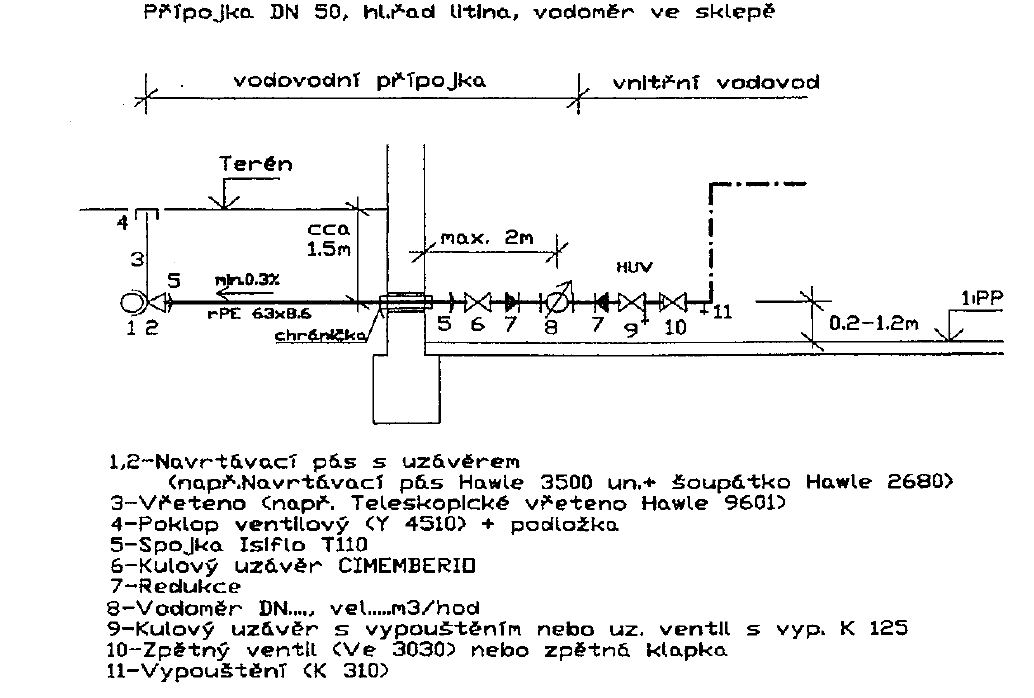 Přípojka DN 50, hl.řad litina, vodoměr ve sklepě
vodovodní přípojka
vnitřní vodovod
Terén
4
cca
1.5m
max. 2m
3
HUV
5
min.0.3%
1.PP
rPE 63x8.6
1 2
5 6 7 8 7 9 10 11
0.2-1.2m
chránička
1,2-Navrtávací pás s uzávěrem
(např.Navrtávací pás Hawle 3500 un.+ šoupátko Hawle 2680)
3-Vřeteno (např. Teleskopické vřeteno Hawle 9601)
4-Poklop ventilový (Y 4510) + podložka
5-Spojka Isiflo T110
6-Kulový uzávěr CIMEMBERIO
7-Redukce
8-Vodoměr DN...., vel.....m3/hod
9-Kulový uzávěr s vypouštěním nebo uz. ventil s vyp. K 125
10-Zpětný ventil (Ve 3030) nebo zpětná klapka
11-Vypouštění (K 310)